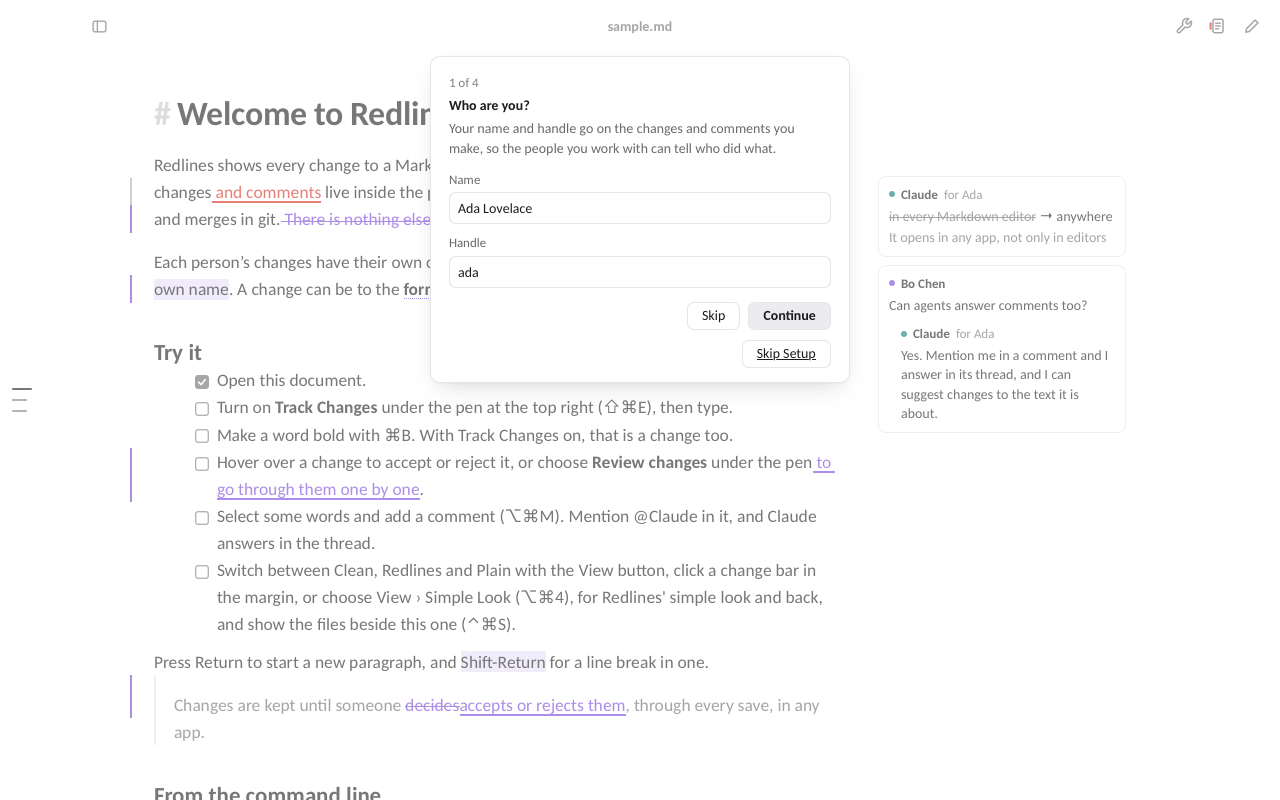 sample.md
1 of 4
Who are you?
Your name and handle go on the changes and comments you
make, so the people you work with can tell who did what.
Name
Ada Lovelace
Handle
ada
Skip
Continue
Skip Setup
# Welcome to
Redlines shows every change to a
changes and comments live inside the
and merges in git. There is nothing else
Each person’s changes have their own
own name. A change can be to the
Try it
Open this document.
Turn on Track Changes under the pen at the top right (⇧⌘E), then type.
Make a word bold with ⌘B. With Track Changes on, that is a change too.
Hover over a change to accept or reject it, or choose Review changes under the pen to
go through them one by one.
Select some words and add a comment (⌥⌘M). Mention @Claude in it, and Claude
answers in the thread.
Switch between Clean, Redlines and Plain with the View button, click a change bar in
the margin, or choose View › Simple Look (⌥⌘4), for Redlines' simple look and back,
and show the files beside this one (^⌘S).
Press Return to start a new paragraph, and Shift-Return for a line break in one.
Changes are kept until someone decidesaccepts or rejects them, through every save, in any
app.
From the command line
Claude for Ada
in every Markdown editor → anywhere
It opens in any app, not only in editors
Bo Chen
Can agents answer comments too?
Claude for Ada
Yes. Mention me in a comment and I
answer in its thread, and I can
suggest changes to the text it is
about.